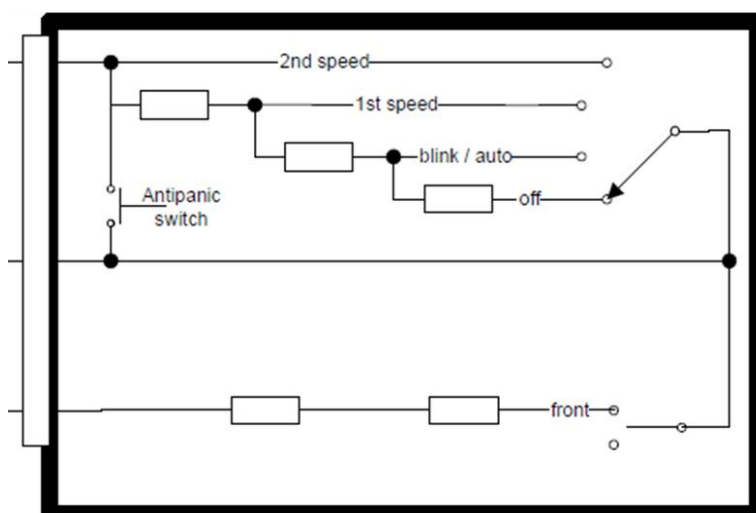 2nd speed
1st speed
blink / auto
Antipanic
switch
off
front